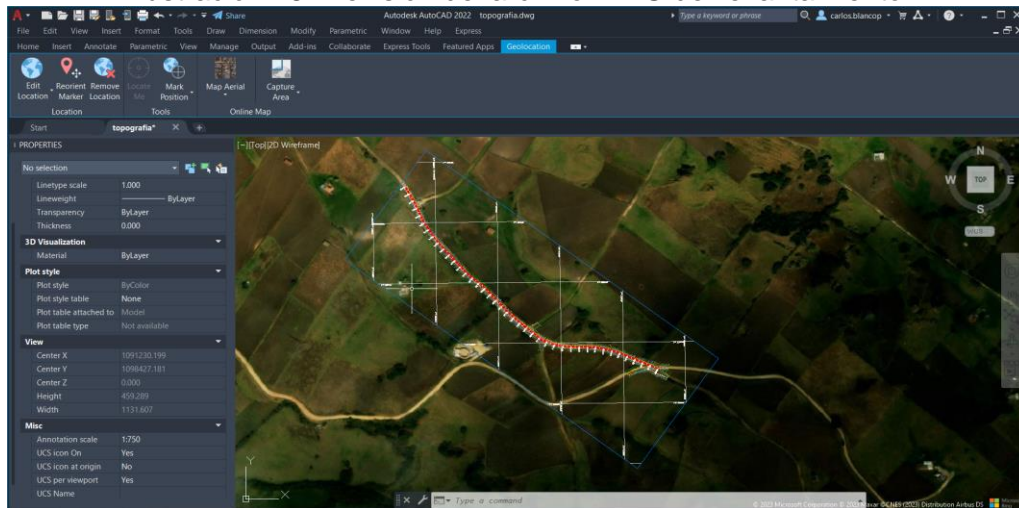 Share
Autodesk AutoCAD 2022 topografia.dwg
Type a keyword or phrase
carlos.blancop
File Edit View Insert Format Tools Draw Dimension Modify Parametric Window Help Express
Home Insert Annotate Parametric View Manage Output Add-ins Collaborate Express Tools Featured Apps Geolocation
Edit Location
Reorient Marker
Remove Location
Locate Me
Mark Position
Map Aerial
Capture Area
Location Tools Online Map
Start topografia*
PROPERTIES
[-][Top][2D Wireframe]
No selection
Linetype scale 1.000
Lineweight ByLayer
Transparency ByLayer
Thickness 0.000
3D Visualization
Material ByLayer
Plot style
Plot style ByColor
Plot style table None
Plot table attached to Model
Plot table type Not available
View
Center X 1091230.199
Center Y 1098427.181
Center Z 0.000
Height 459.289
Width 1131.607
Misc
Annotation scale 1:750
UCS icon On Yes
UCS icon at origin No
UCS per viewport Yes
UCS Name
N
W TOP E
S
Y
X
Type a command